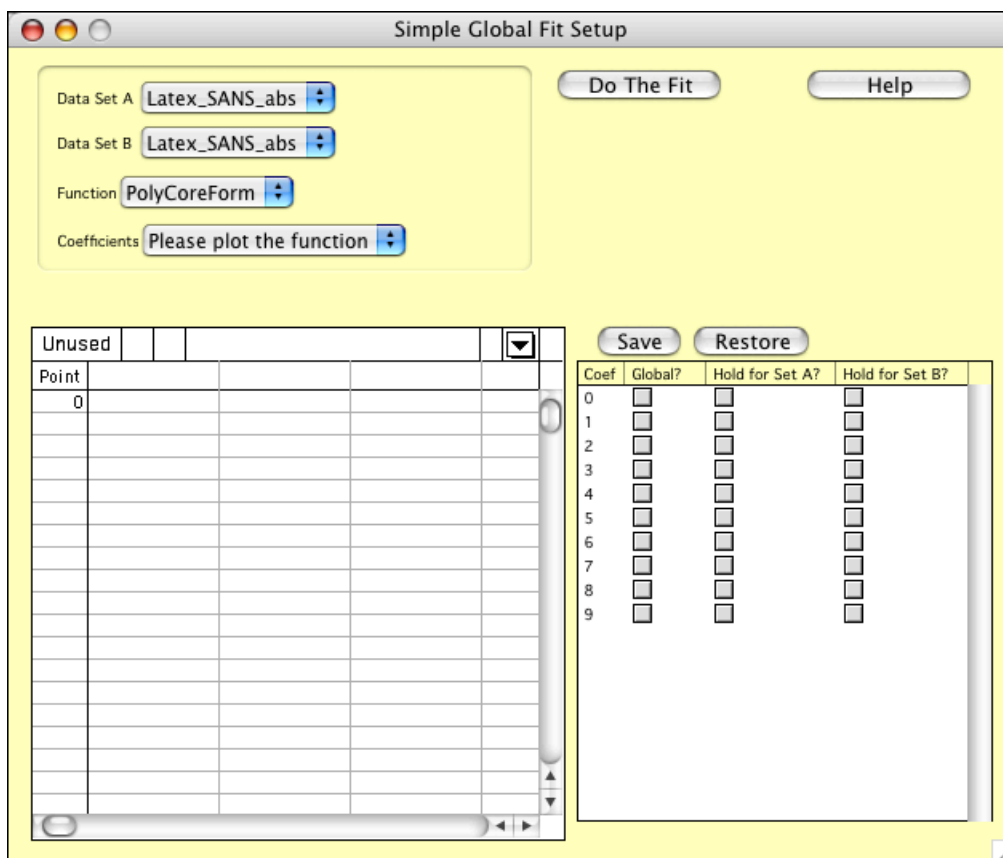 Simple Global Fit Setup
Data Set A Latex_SANS_abs
Data Set B Latex_SANS_abs
Function PolyCoreForm
Coefficients Please plot the function
Do The Fit
Help
Unused
Point
0
Save
Restore
Coef Global? Hold for Set A? Hold for Set B?
0
1
2
3
4
5
6
7
8
9